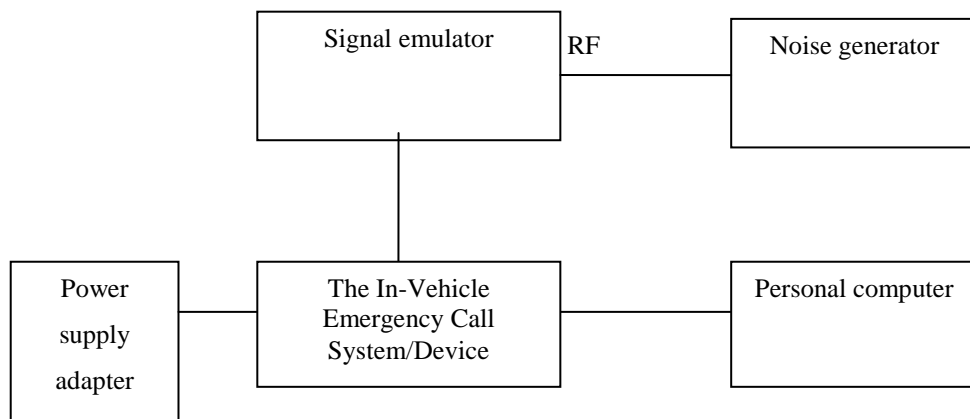 Signal emulator
RF
Noise generator
Power
supply
adapter
The In-Vehicle
Emergency Call
System/Device
Personal computer